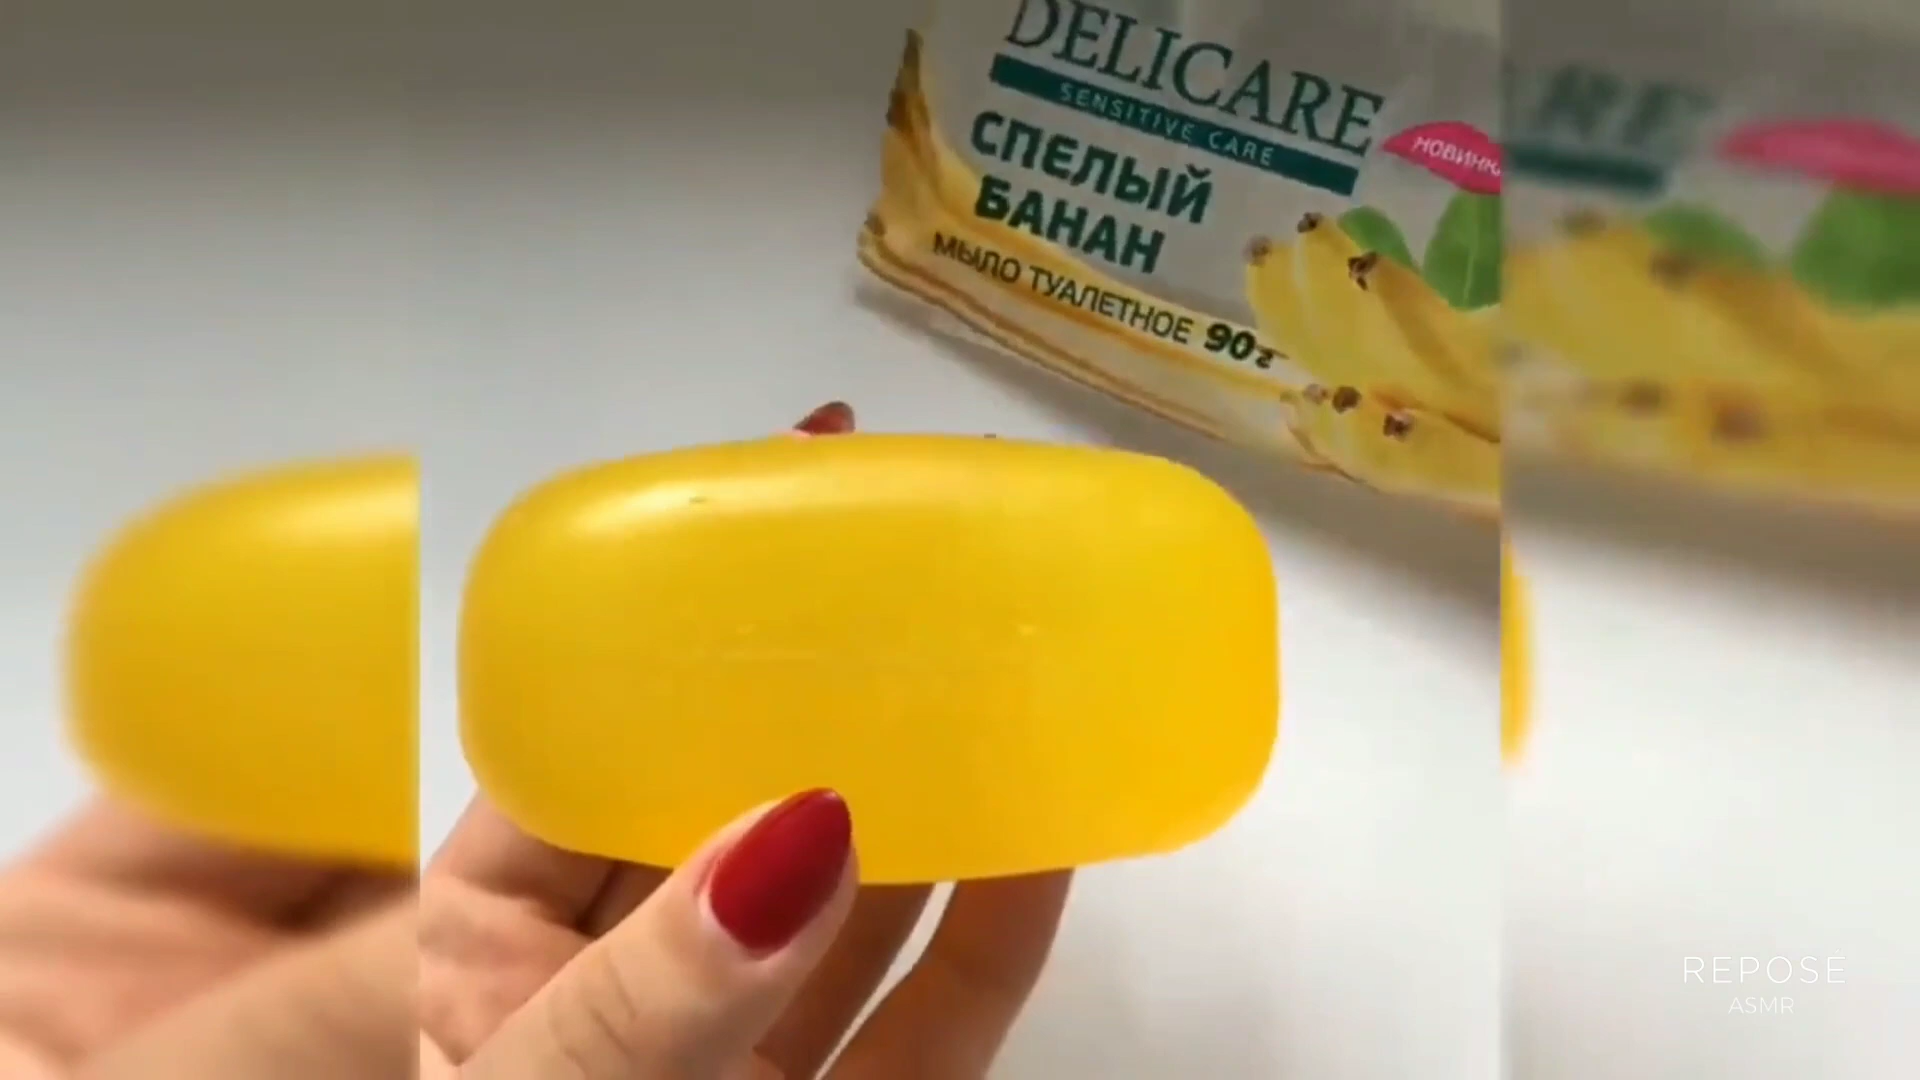 DELICARE
SENSITIVE CARE
СПЕЛЫЙ
БАНАН
МЫЛО ТУАЛЕТНОЕ 90г
REPOSÉ
ASMR